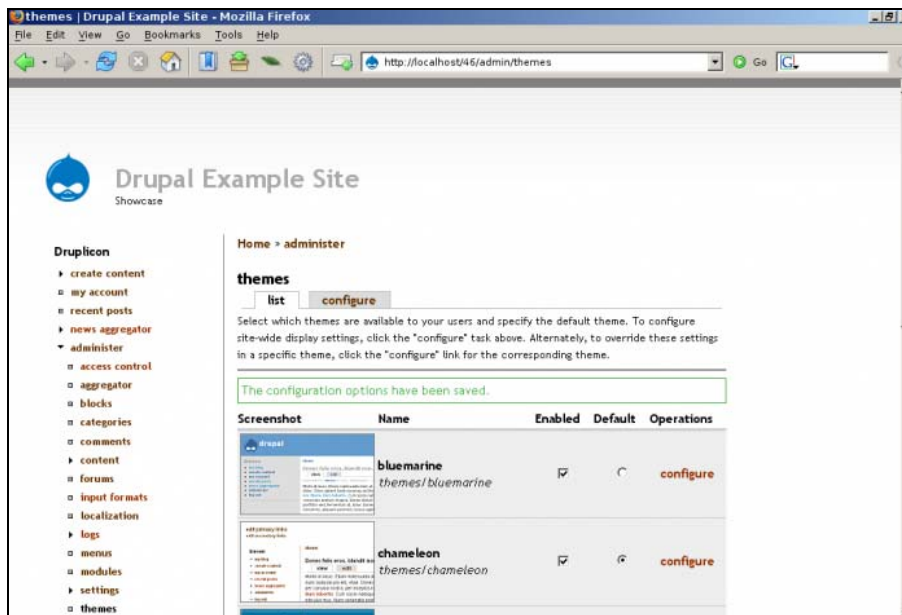 themes | Drupal Example Site - Mozilla Firefox
File Edit View Go Bookmarks Tools Help
http://localhost/46/admin/themes
Go
G
Drupal Example Site
Showcase
Druplicon
create content
my account
recent posts
news aggregator
administer
access control
aggregator
blocks
categories
comments
content
forums
input formats
localization
logs
menus
modules
settings
themes
Home » administer
themes
list configure
Select which themes are available to your users and specify the default theme. To configure
site-wide display settings, click the "configure" task above. Alternately, to override these settings
in a specific theme, click the "configure" link for the corresponding theme.
The configuration options have been saved.
Screenshot Name Enabled Default Operations
drupal
view edit
bluemarine
themes/bluemarine
configure
view edit
chameleon
themes/chameleon
configure